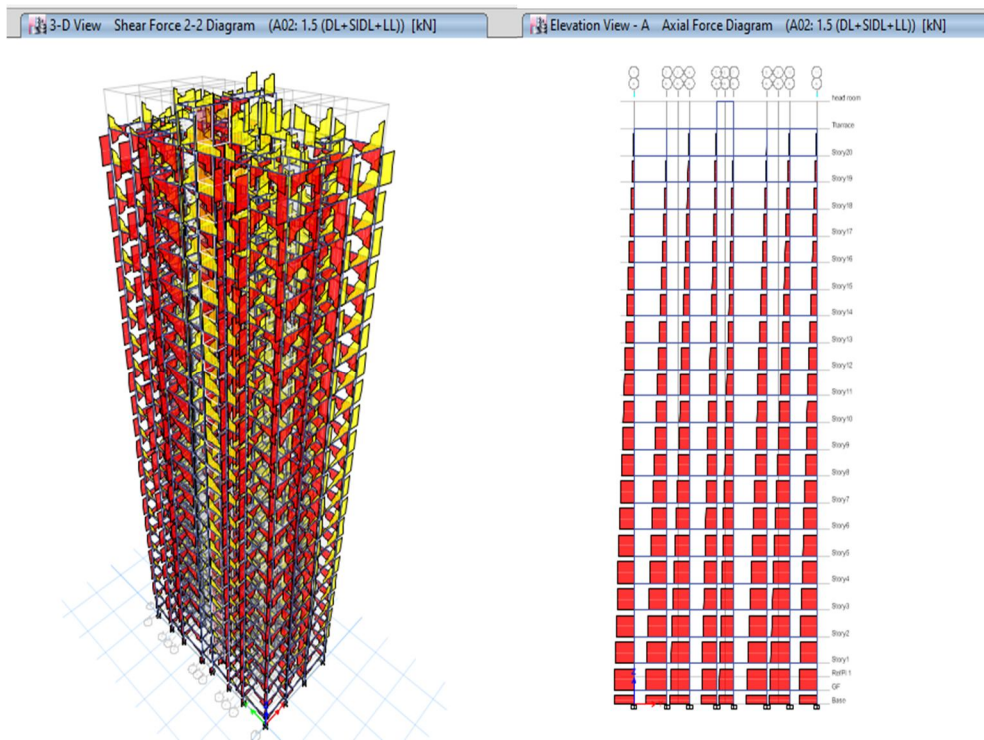 3-D View Shear Force 2-2 Diagram (A02: 1.5 (DL+SIDL+LL)) [kN]
Elevation View - A Axial Force Diagram (A02: 1.5 (DL+SIDL+LL)) [kN]
head room
Story20
Story19
Story18
Story17
Story16
Story15
Story14
Story13
Story12
Story11
Story10
Story9
Story8
Story7
Story6
Story5
Story4
Story3
Story2
Story1
GF
Base